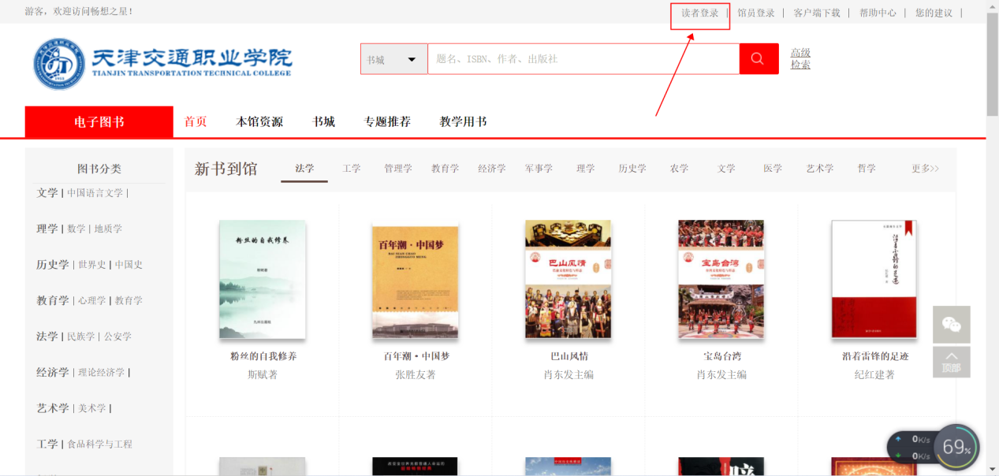 游客，欢迎访问畅想之星！
读者登录 | 馆员登录 | 客户端下载 | 帮助中心 | 您的建议 |
天津交通职业学院
TIANJIN TRANSPORTATION TECHNICAL COLLEGE
书城
题名、ISBN、作者、出版社
高级
检索
电子图书
首页 本馆资源 书城 专题推荐 教学用书
图书分类
文学 | 中国语言文学 |
理学 | 数学 | 地质学
历史学 | 世界史 | 中国史
教育学 | 心理学 | 教育学
法学 | 民族学 | 公安学
经济学 | 理论经济学 |
艺术学 | 美术学 |
工学 | 食品科学与工程
新书到馆 法学 工学 管理学 教育学 经济学 军事学 理学 历史学 农学 文学 医学 艺术学 哲学 更多>>
粉丝的自我修养
百年潮·中国梦
BAI NIAN CHAO
ZHONGGUO MENG
巴山风情
宝岛台湾
沿着雷锋的足迹
粉丝的自我修养 百年潮·中国梦 巴山风情 宝岛台湾 沿着雷锋的足迹
斯赋著 张胜友著 肖东发主编 肖东发主编 纪红建著
顶部
0K/s
0K/s
69%